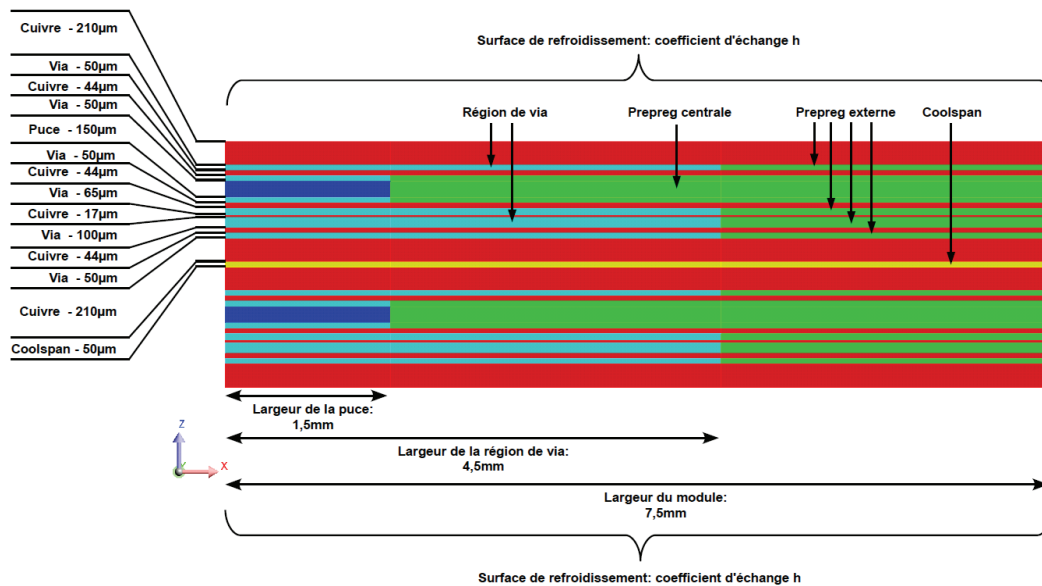 Cuivre - 210µm
Via - 50µm
Cuivre - 44µm
Via - 50µm
Puce - 150µm
Via - 50µm
Cuivre - 44µm
Via - 65µm
Cuivre - 17µm
Via - 100µm
Cuivre - 44µm
Via - 50µm
Cuivre - 210µm
Coolspan - 50µm
Surface de refroidissement: coefficient d'échange h
Région de via
Prepreg centrale
Prepreg externe
Coolspan
Largeur de la puce:
1,5mm
Largeur de la région de via:
4,5mm
Largeur du module:
7,5mm
Z
Y
X
Surface de refroidissement: coefficient d'échange h